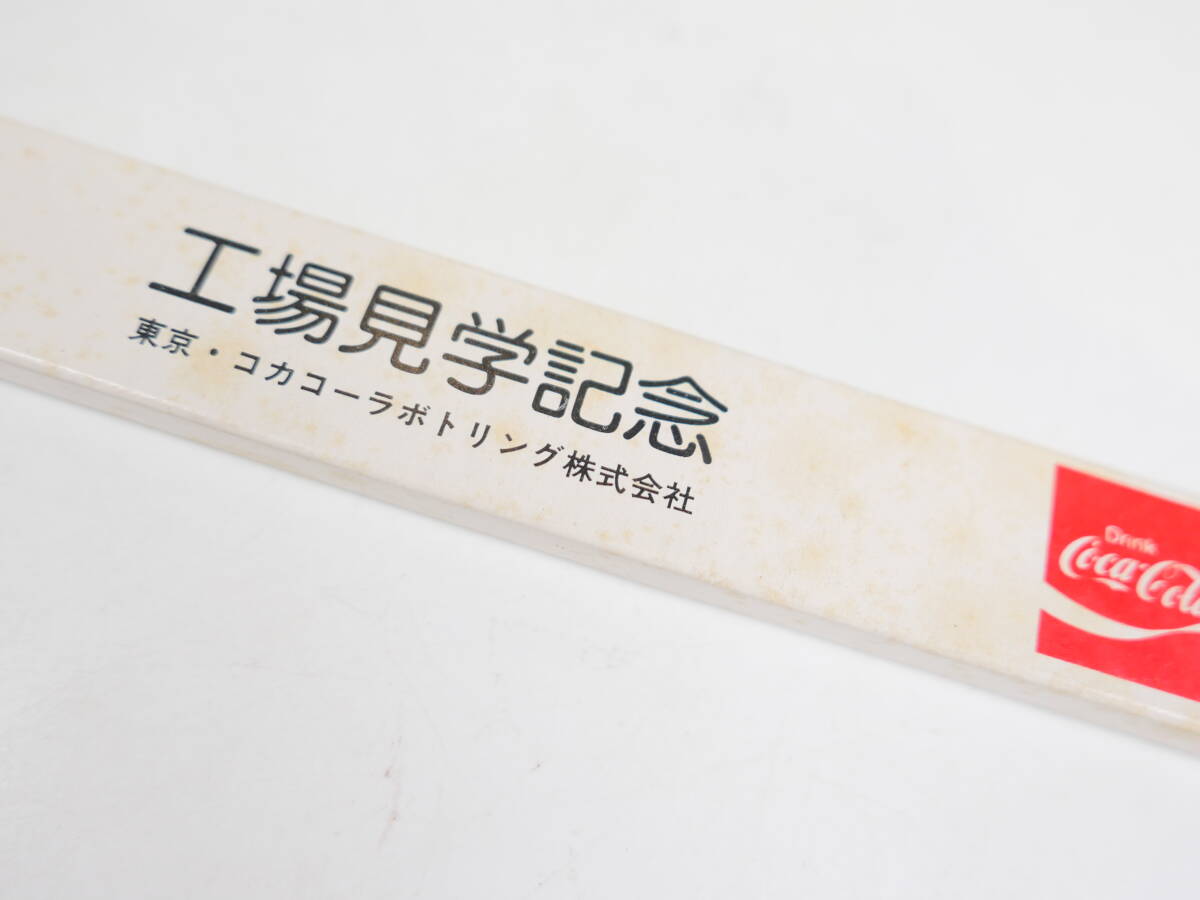 工場見学記念
東京・コカコーラボトリング株式会社
Drink
Coca-Cola